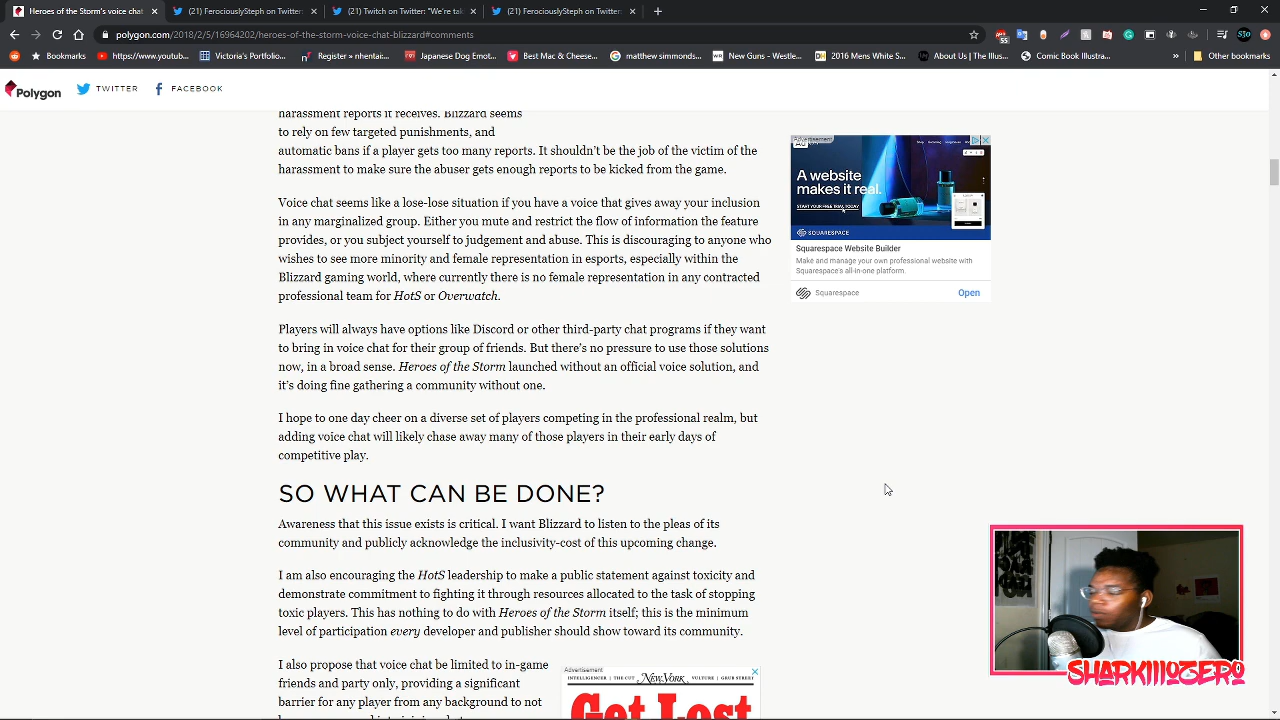 Heroes of the Storm's voice chat
(21) FerociouslySteph on Twitter:
(21) Twitch on Twitter: "We're tal
(21) FerociouslySteph on Twitter:
polygon.com/2018/2/5/16964202/heroes-of-the-storm-voice-chat-blizzard#comments
https://www.youtub...
Victoria's Portfolio...
Register n-hitati...
Japanese Dog Emot...
Best Mac & Cheese...
matthew simmonds...
New Guns - Westle...
2016 Mens White S...
About Us | The Art...
Comic Book Illustra...
Other bookmarks
Polygon
TWITTER
FACEBOOK
harassment reports it receives. Blizzard seems
to rely on few targeted punishments, and
automatic bans if a player gets too many reports. It shouldn't be the job of the victim of the
harassment to make sure the abuser gets enough reports to be kicked from the game.
Voice chat seems like a lose-lose situation if you have a voice that gives away your inclusion
in any marginalized group. Either you mute and restrict the flow of information the feature
provides, or you subject yourself to judgement and abuse. This is discouraging to anyone who
wishes to see more minority and female representation in esports, especially within the
Blizzard gaming world, where currently there is no female representation in any contracted
professional team for HotS or Overwatch.
Players will always have options like Discord or other third-party chat programs if they want
to bring in voice chat for their group of friends. But there's no pressure to use those solutions
now, in a broad sense. Heroes of the Storm launched without an official voice solution, and
it's doing fine gathering a community without one.
I hope to one day cheer on a diverse set of players competing in the professional realm, but
adding voice chat will likely chase away many of those players in their early days of
competitive play.
SO WHAT CAN BE DONE?
Awareness that this issue exists is critical. I want Blizzard to listen to the pleas of its
community and publicly acknowledge the inclusivity-cost of this upcoming change.
I am also encouraging the HotS leadership to make a public statement against toxicity and
demonstrate commitment to fighting it through resources allocated to the task of stopping
toxic players. This has nothing to do with Heroes of the Storm itself; this is the minimum
level of participation every developer and publisher should show toward its community.
I also propose that voice chat be limited to in-game
friends and party only, providing a significant
barrier for any player from any background to not
Advertisement
Ad
A website
makes it real.
START YOUR FREE TRIAL TODAY
SQUARESPACE
Squarespace Website Builder
Make and manage your own professional website with
Squarespace's all-in-one platform.
Squarespace
Open
Advertisement
INTELLIGENCER | THE CUT
NEW YORK
VULTURE | GRUB STREET
Get Lost
SHARK1110ZERO